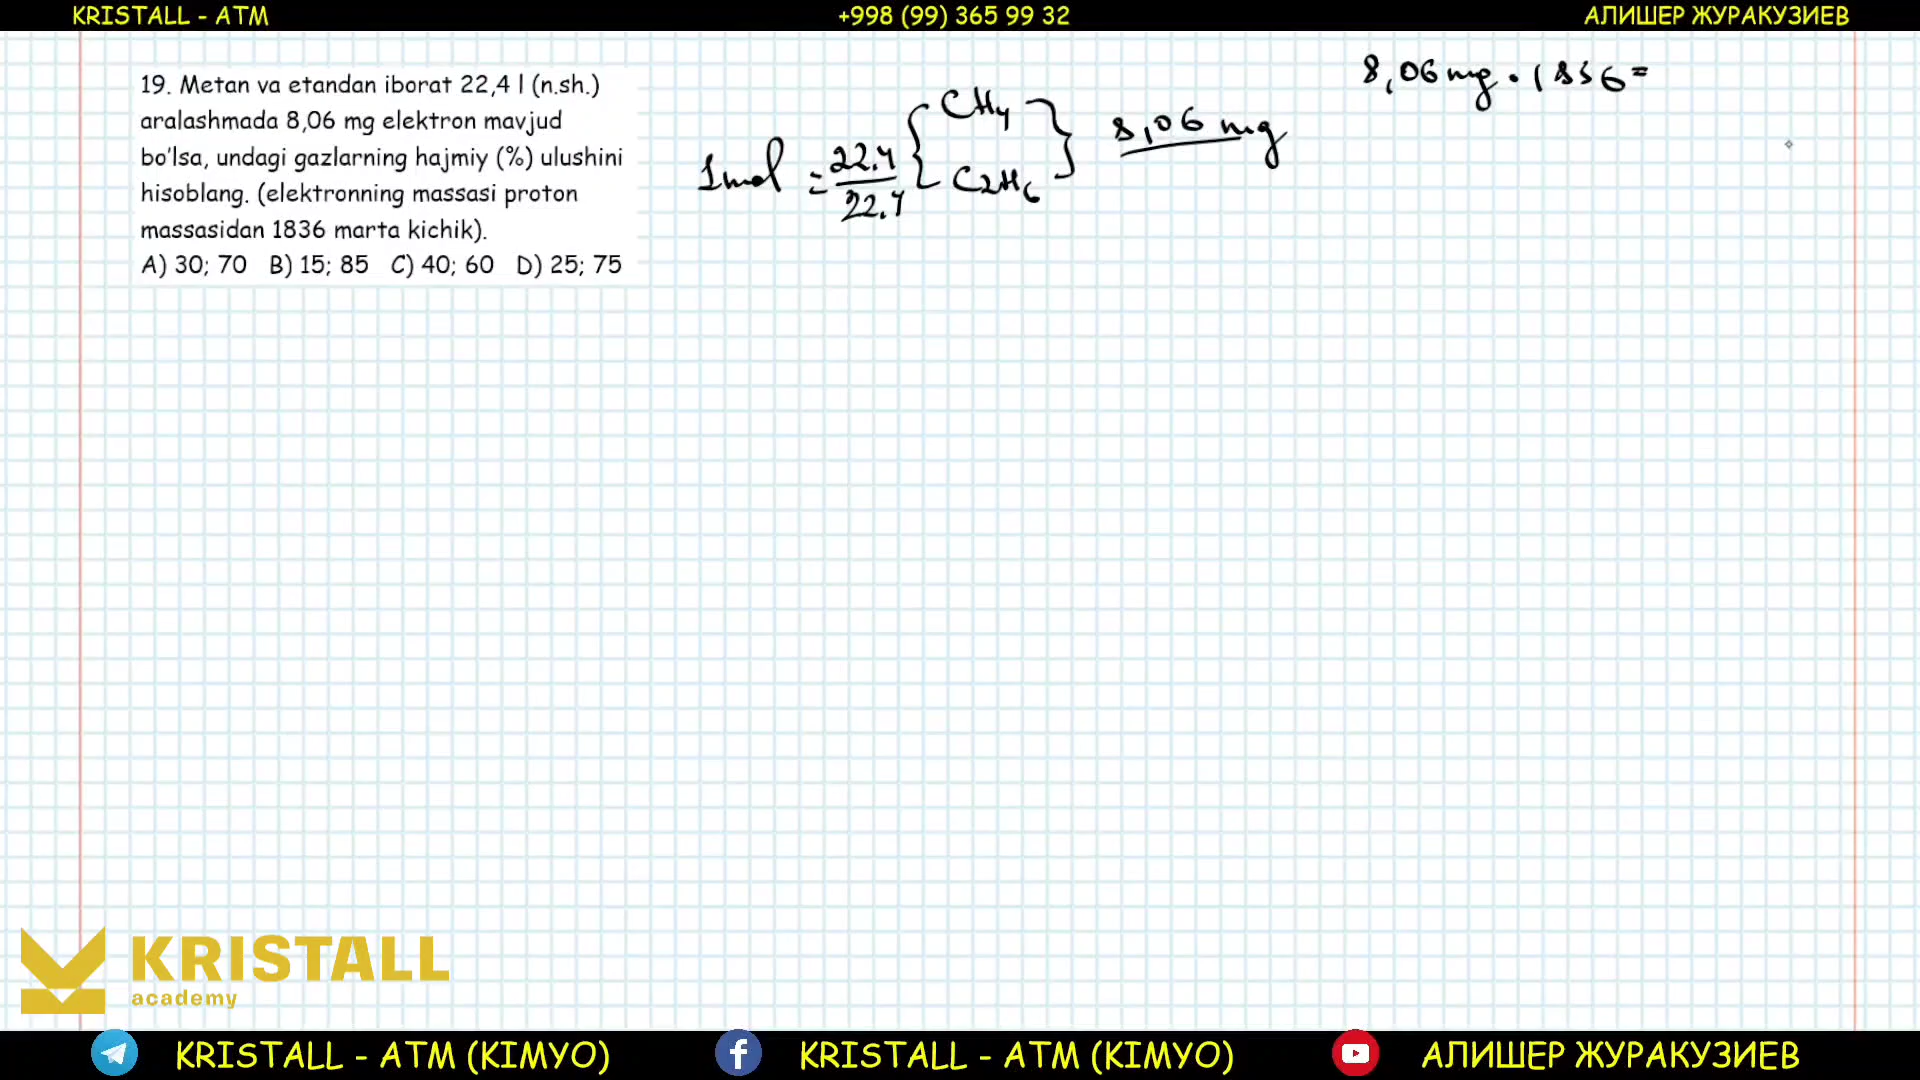 KRISTALL - ATM
+998 (99) 365 99 32
АЛИШЕР ЖУРАКУЗИЕВ
19. Metan va etandan iborat 22,4 l (n.sh.)
aralashmada 8,06 mg elektron mavjud
bo'lsa, undagi gazlarning hajmiy (%) ulushini
hisoblang. (elektronning massasi proton
massasidan 1836 marta kichik).
A) 30; 70 B) 15; 85 C) 40; 60 D) 25; 75
1mol = 22.4/22.4 { CH4 C2H6 } 8,06 mg
8,06 mg · 1836 =
KRISTALL
academy
KRISTALL - ATM (KIMYO)
KRISTALL - ATM (KIMYO)
АЛИШЕР ЖУРАКУЗИЕВ